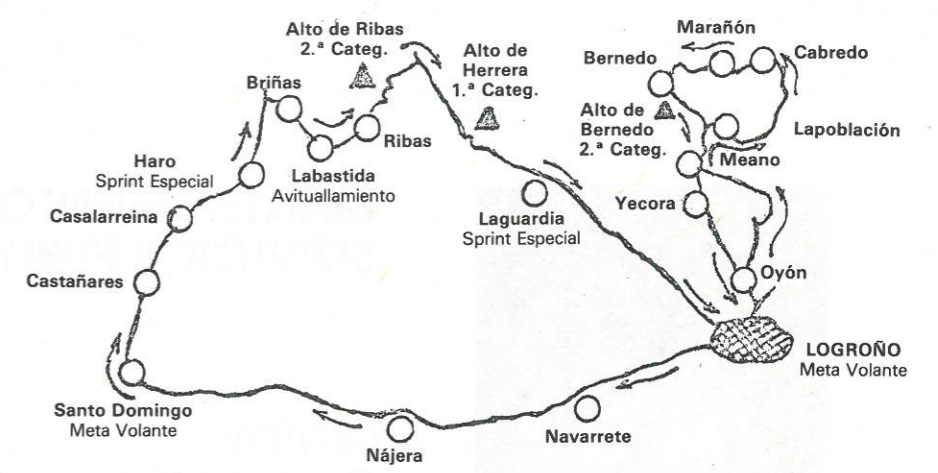 Marañón
Cabredo
Bernedo
Lapoblación
Alto de
Bernedo
2.ª Categ.
Meano
Yecora
Oyón
Alto de Ribas
2.ª Categ.
Alto de
Herrera
1.ª Categ.
Briñas
Ribas
Labastida
Avituallamiento
Haro
Sprint Especial
Casalarreina
Castañares
Laguardia
Sprint Especial
LOGROÑO
Meta Volante
Santo Domingo
Meta Volante
Nájera
Navarrete